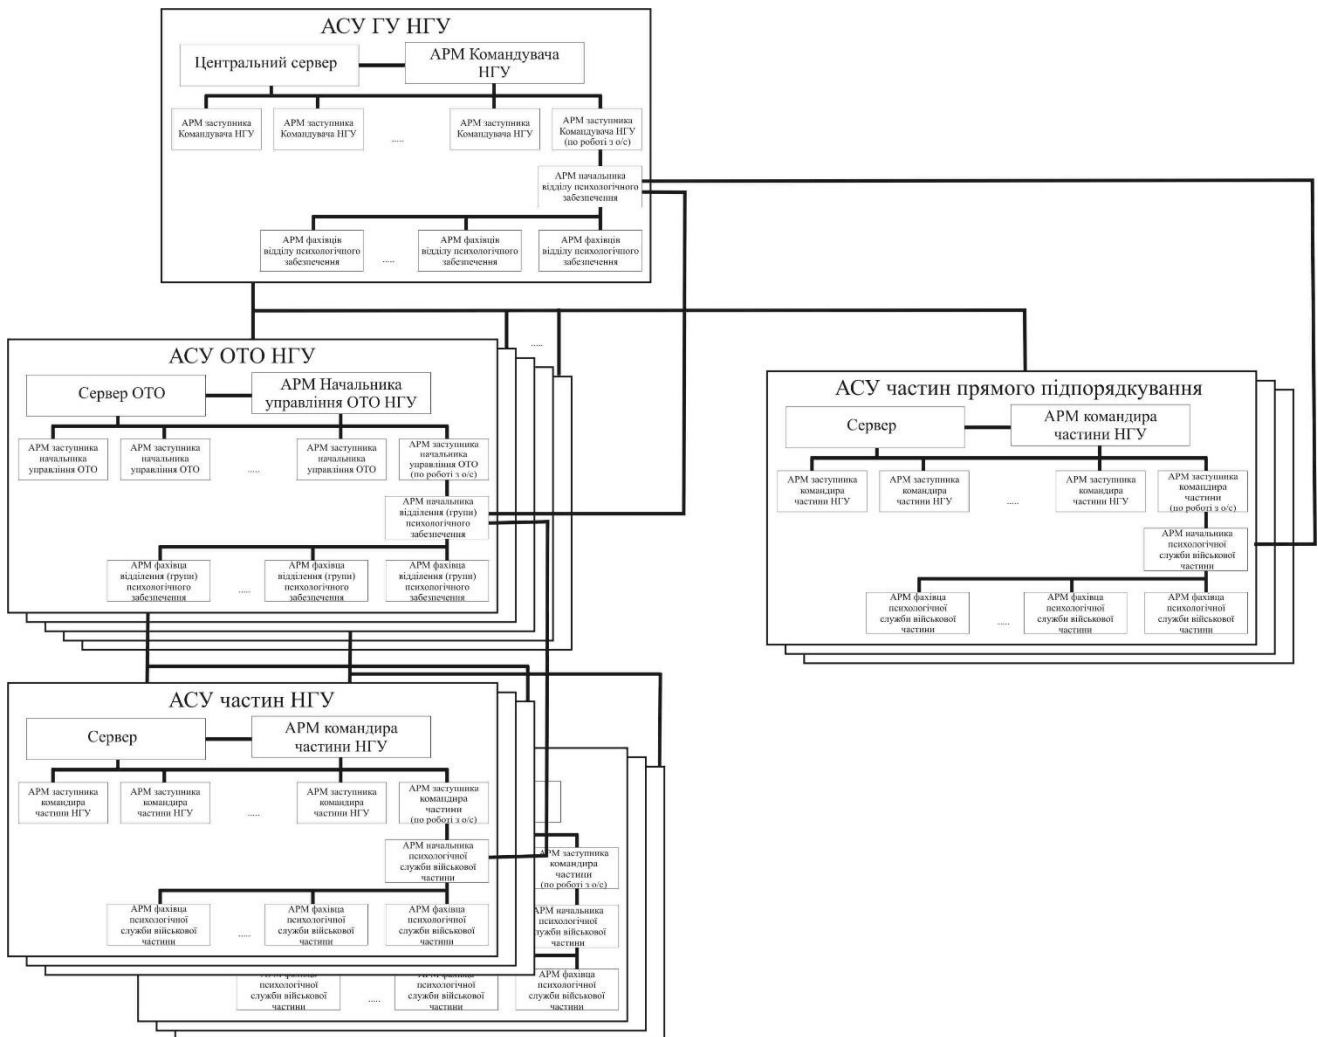 АСУ ГУ НГУ
Центральний сервер
АРМ Командувача
НГУ
АРМ заступника
Командувача НГУ
АРМ заступника
Командувача НГУ
.....
АРМ заступника
Командувача НГУ
АРМ заступника
Командувача НГУ
(по роботі з о/с)
АРМ начальника
відділу психологічного
забезпечення
АРМ фахівців
відділу психологічного
забезпечення
.....
АРМ фахівців
відділу психологічного
забезпечення
АРМ фахівців
відділу психологічного
забезпечення
.....
АСУ ОТО НГУ
Сервер ОТО
АРМ Начальника
управління ОТО НГУ
АРМ заступника
начальника
управління ОТО
АРМ заступника
начальника
управління ОТО
.....
АРМ заступника
начальника
управління ОТО
АРМ заступника
начальника
управління ОТО
(по роботі з о/с)
АРМ начальника
відділення (групи)
психологічного
забезпечення
АРМ фахівця
відділення (групи)
психологічного
забезпечення
.....
АРМ фахівця
відділення (групи)
психологічного
забезпечення
АРМ фахівця
відділення (групи)
психологічного
забезпечення
АСУ частин прямого підпорядкування
Сервер
АРМ командира
частини НГУ
АРМ заступника
командира
частини НГУ
АРМ заступника
командира
частини НГУ
.....
АРМ заступника
командира
частини НГУ
АРМ заступника
командира
частини
(по роботі з о/с)
АРМ начальника
психологічної
служби військової
частини
АРМ фахівця
психологічної
служби військової
частини
.....
АРМ фахівця
психологічної
служби військової
частини
АРМ фахівця
психологічної
служби військової
частини
АСУ частин НГУ
Сервер
АРМ командира
частини НГУ
АРМ заступника
командира
частини НГУ
АРМ заступника
командира
частини НГУ
.....
АРМ заступника
командира
частини НГУ
АРМ заступника
командира
частини
(по роботі з о/с)
АРМ начальника
психологічної
служби військової
частини
АРМ фахівця
психологічної
служби військової
частини
.....
АРМ фахівця
психологічної
служби військової
частини
АРМ фахівця
психологічної
служби військової
частини
АРМ заступника
командира
частини
(по роботі з о/с)
АРМ начальника
психологічної
служби військової
частини
психологічної
служби військової
частини
.....
психологічної
служби військової
частини
АРМ фахівця
психологічної
служби військової
частини